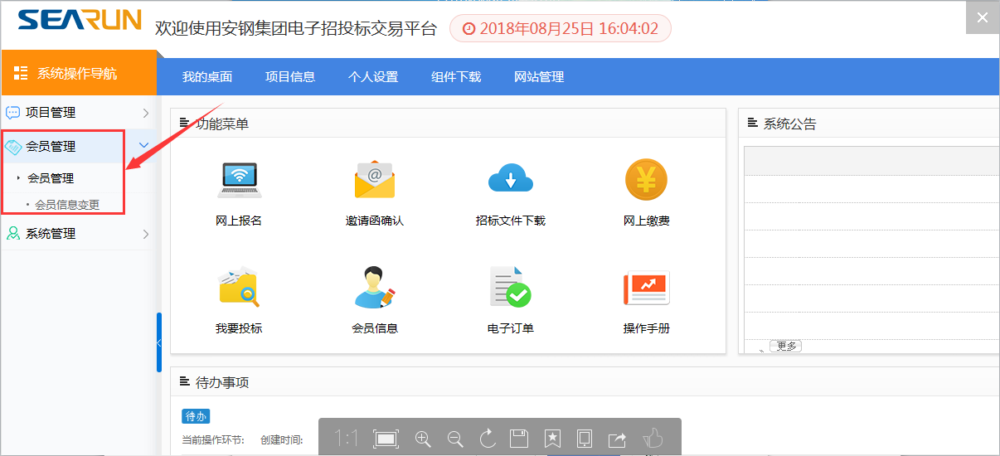 SEARUN 欢迎使用安钢集团电子招投标交易平台 2018年08月25日 16:04:02
系统操作导航 我的桌面 项目信息 个人设置 组件下载 网站管理
项目管理
会员管理
会员管理
会员信息变更
系统管理
功能菜单
网上报名 邀请函确认 招标文件下载 网上缴费
我要投标 会员信息 电子订单 操作手册
系统公告
更多
待办事项
待办
当前操作环节: 创建时间:
1:1